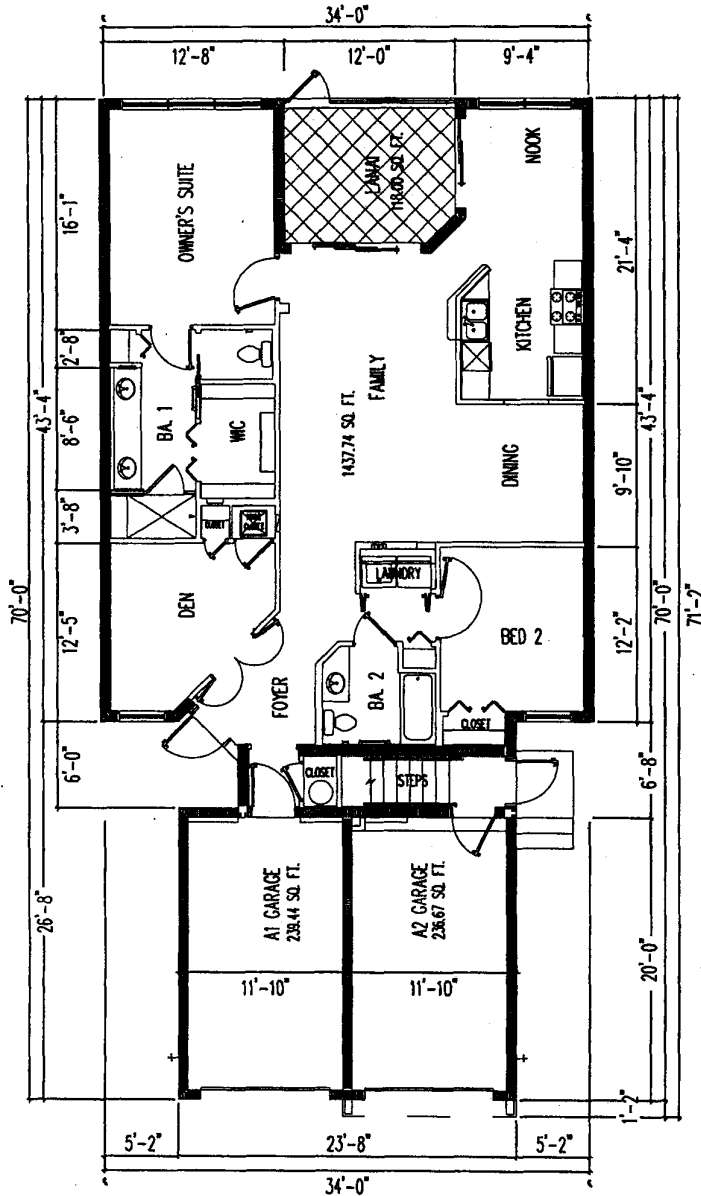 34'-0"
12'-8"
12'-0"
9'-4"
OWNER'S SUITE
LANAI
118.00 SQ. FT.
NOOK
16'-1"
21'-4"
KITCHEN
2'-8"
FAMILY
1437.74 SQ. FT.
43'-4"
8'-6"
BA. 1
WIC
43'-4"
DINING
9'-10"
3'-8"
CLOSET
CLOSET
70'-0"
12'-5"
DEN
LAUNDRY
BED 2
12'-2"
70'-0"
71'-2"
FOYER
BA. 2
CLOSET
6'-0"
CLOSET
STEPS
6'-8"
26'-8"
A1 GARAGE
239.44 SQ. FT.
A2 GARAGE
236.67 SQ. FT.
11'-10"
11'-10"
20'-0"
1'-2"
5'-2"
23'-8"
5'-2"
34'-0"